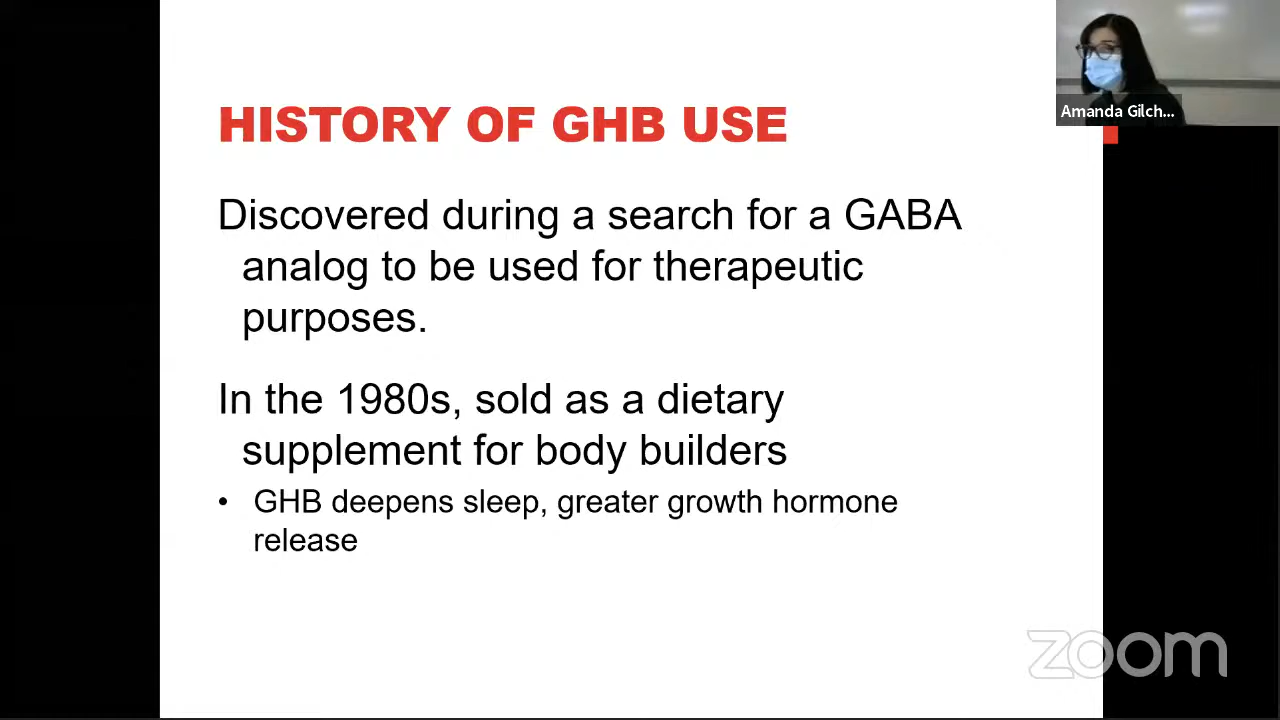 HISTORY OF GHB USE
Discovered during a search for a GABA
analog to be used for therapeutic
purposes.
In the 1980s, sold as a dietary
supplement for body builders
• GHB deepens sleep, greater growth hormone
release
Amanda Gilch...
zoom